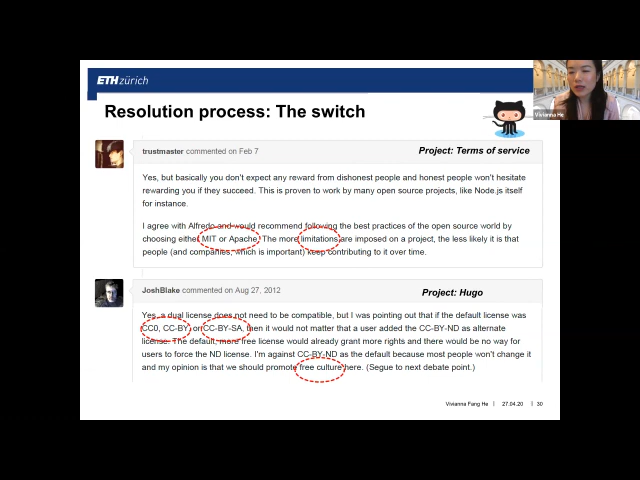 ETH zürich
Vivianna He
Resolution process: The switch
trustmaster commented on Feb 7
Project: Terms of service
Yes, but basically you don't expect any reward from dishonest people and honest people won't hesitate
rewarding you if they succeed. This is proven to work by many open source projects, like Node.js itself
for instance.
I agree with Alfredo and would recommend following the best practices of the open source world by
choosing either MIT or Apache. The more limitations are imposed on a project, the less likely it is that
people (and companies, which is important) keep contributing to it over time.
JoshBlake commented on Aug 27, 2012
Project: Hugo
Yes, a dual license does not need to be compatible, but I was pointing out that if the default license was
CC0, CC-BY, or CC-BY-SA, then it would not matter that a user added the CC-BY-ND as alternate
license. The default, more free license would already grant more rights and there would be no way for
users to force the ND license. I'm against CC-BY-ND as the default because most people won't change it
and my opinion is that we should promote free culture here. (Segue to next debate point.)
Vivianna Fang He | 27.04.20 | 30